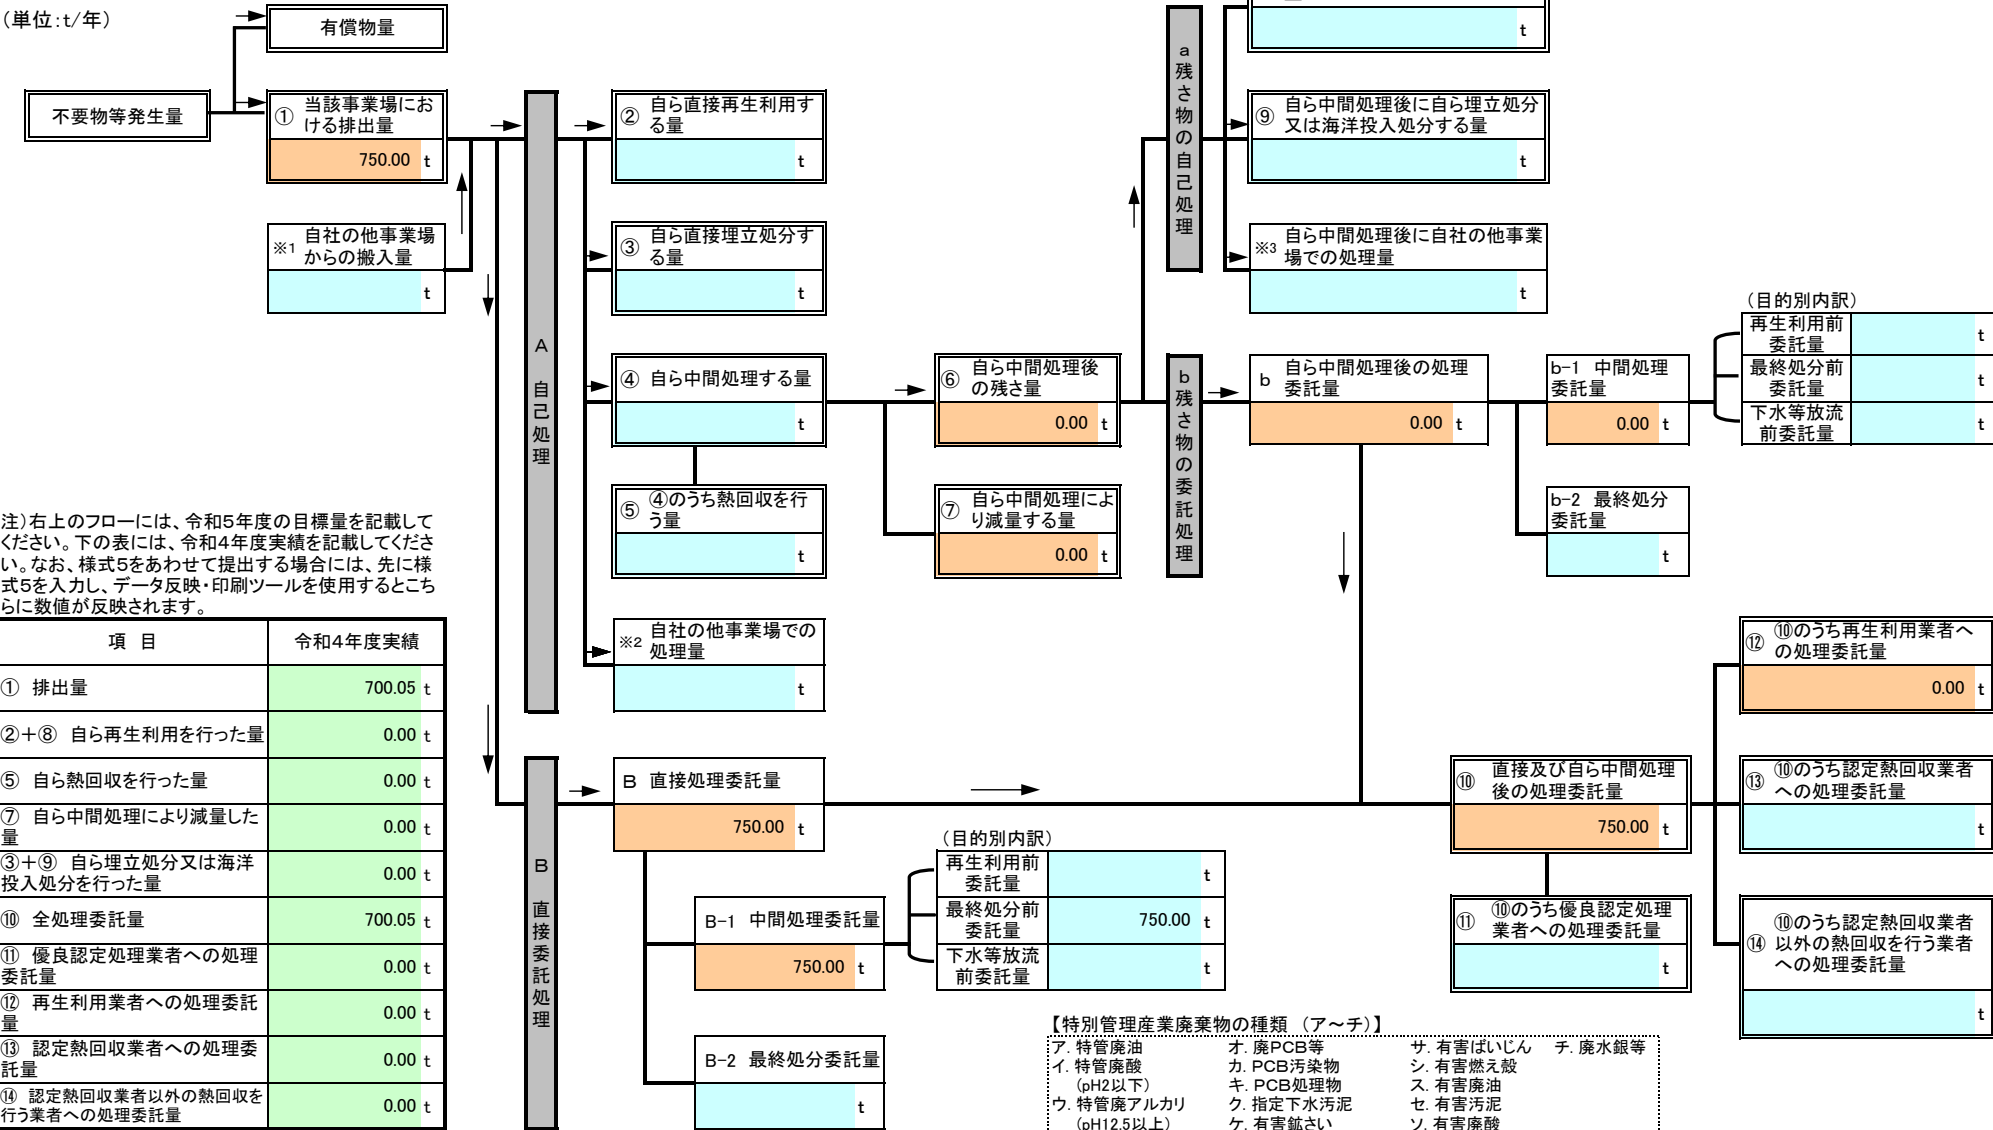 （単位：t/年）
有償物量
不要物等発生量
① 当該事業場にお
ける排出量
750.00 t
※1 自社の他事業場
からの搬入量
t
A 自己処理
② 自ら直接再生利用す
る量
t
③ 自ら直接埋立処分す
る量
t
④ 自ら中間処理する量
t
⑤ ④のうち熱回収を行
う量
t
※2 自社の他事業場での
処理量
t
⑥ 自ら中間処理後
の残さ量
0.00 t
⑦ 自ら中間処理によ
り減量する量
0.00 t
a 残さ物の自己処理
t
⑨ 自ら中間処理後に自ら埋立処分
又は海洋投入処分する量
t
※3 自ら中間処理後に自社の他事業
場での処理量
t
b 残さ物の委託処理
b 自ら中間処理後の処理
委託量
0.00 t
b-1 中間処理
委託量
0.00 t
b-2 最終処分
委託量
t
（目的別内訳）
再生利用前
委託量
t
最終処分前
委託量
t
下水等放流
前委託量
t
注）右上のフローには、令和5年度の目標量を記載して
ください。下の表には、令和4年度実績を記載してくださ
い。なお、様式5をあわせて提出する場合には、先に様
式5を入力し、データ反映・印刷ツールを使用するとこち
らに数値が反映されます。
項 目 令和4年度実績
① 排出量 700.05 t
②＋⑧ 自ら再生利用を行った量 0.00 t
⑤ 自ら熱回収を行った量 0.00 t
⑦ 自ら中間処理により減量した
量 0.00 t
③＋⑨ 自ら埋立処分又は海洋
投入処分を行った量 0.00 t
⑩ 全処理委託量 700.05 t
⑪ 優良認定処理業者への処理
委託量 0.00 t
⑫ 再生利用業者への処理委託
量 0.00 t
⑬ 認定熱回収業者への処理委
託量 0.00 t
⑭ 認定熱回収業者以外の熱回収を
行う業者への処理委託量 0.00 t
B 直接委託処理
B 直接処理委託量
750.00 t
B-1 中間処理委託量
750.00 t
B-2 最終処分委託量
t
（目的別内訳）
再生利用前
委託量
t
最終処分前
委託量
750.00 t
下水等放流
前委託量
t
⑩ 直接及び自ら中間処理
後の処理委託量
750.00 t
⑪ ⑩のうち優良認定処理
業者への処理委託量
t
⑫ ⑩のうち再生利用業者へ
の処理委託量
0.00 t
⑬ ⑩のうち認定熱回収業者
への処理委託量
t
⑭ ⑩のうち認定熱回収業者
以外の熱回収を行う業者
への処理委託量
t
【特別管理産業廃棄物の種類 （ア～チ）】
ア. 特管廃油 オ. 廃PCB等 サ. 有害ばいじん チ. 廃水銀等
イ. 特管廃酸 カ. PCB汚染物 シ. 有害燃え殻
（pH2以下） キ. PCB処理物 ス. 有害廃油
ウ. 特管廃アルカリ ク. 指定下水汚泥 セ. 有害汚泥
（pH12.5以上） ケ. 有害鉱さい ソ. 有害廃酸